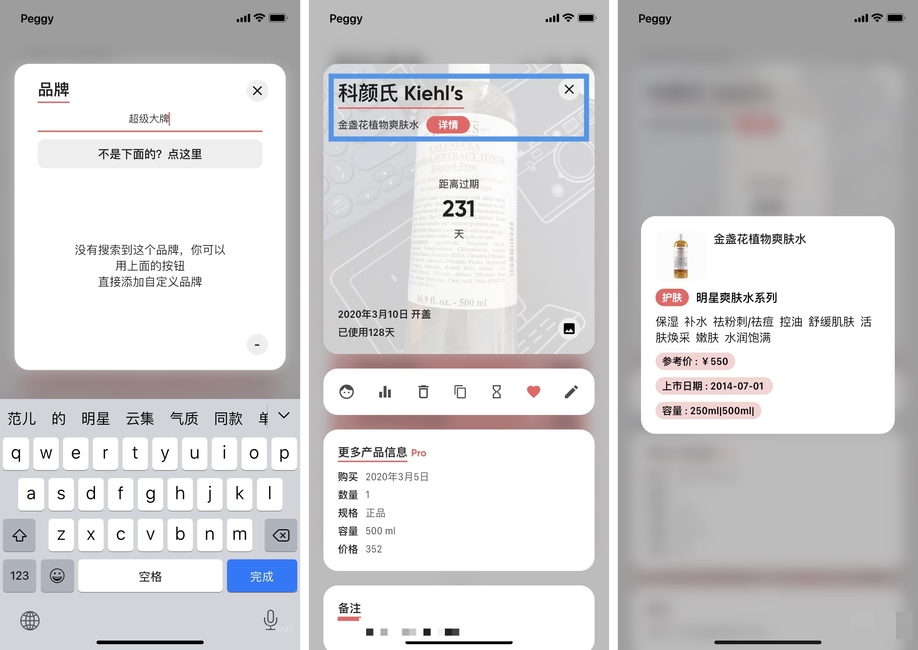 Peggy
品牌
超级大牌
不是下面的？点这里
没有搜索到这个品牌，你可以
用上面的按钮
直接添加自定义品牌
-
范儿 的 明星 云集 气质 同款
q w e r t y u i o p
a s d f g h j k l
z x c v b n m
123 空格 完成
Peggy
科颜氏 Kiehl's
金盏花植物爽肤水 详情
CALENDULA
Alcohol-Free
距离过期
231
天
16.9 fl. oz. - 500 ml
2020年3月10日 开盖
已使用128天
更多产品信息 Pro
购买 2020年3月5日
数量 1
规格 正品
容量 500 ml
价格 352
备注
Peggy
金盏花植物爽肤水
护肤 明星爽肤水系列
保湿 补水 祛粉刺/祛痘 控油 舒缓肌肤 活
肤焕采 嫩肤 水润饱满
参考价：¥ 550
上市日期：2014-07-01
容量：250ml|500ml|